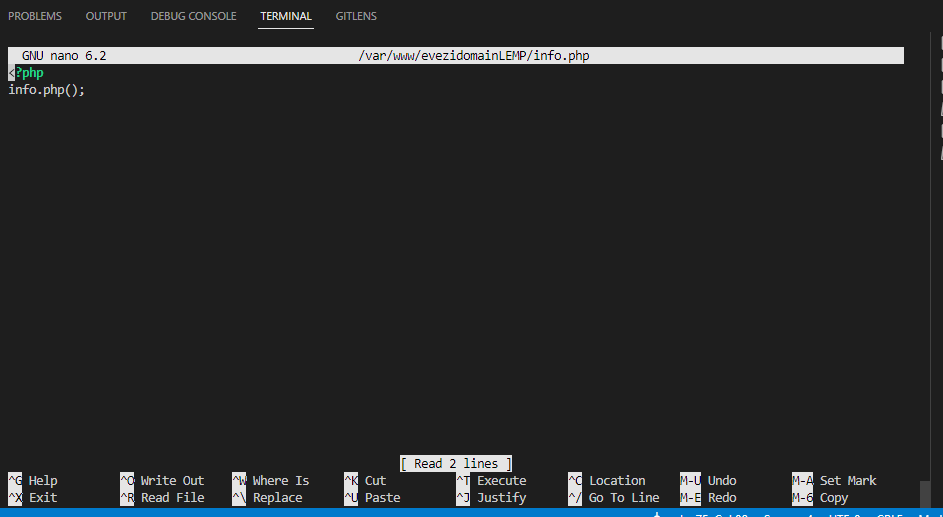 PROBLEMS OUTPUT DEBUG CONSOLE TERMINAL GITLENS
GNU nano 6.2 /var/www/evezidomainLEMP/info.php
<?php
info.php();
[ Read 2 lines ]
^G Help ^O Write Out ^W Where Is ^K Cut ^T Execute ^C Location M-U Undo M-A Set Mark
^X Exit ^R Read File ^\ Replace ^U Paste ^J Justify ^/ Go To Line M-E Redo M-6 Copy